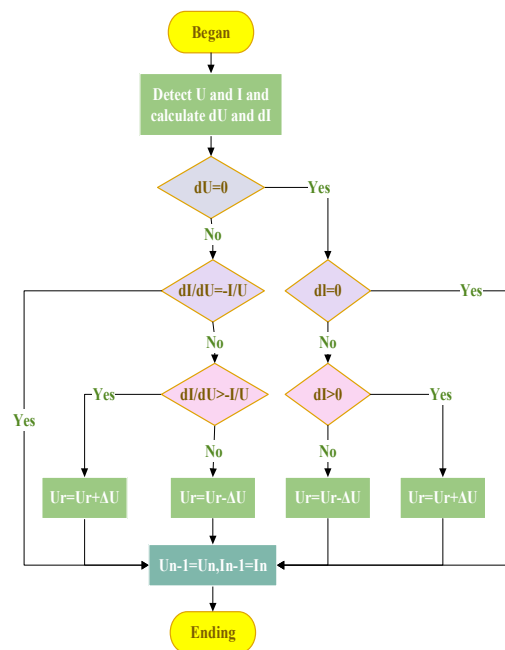 Began
Detect U and I and
calculate dU and dI
dU=0
Yes
No
dI/dU=-I/U
dI=0
Yes
No
No
Yes
dI/dU>-I/U
dI>0
Yes
Yes
No
No
Ur=Ur+ΔU
Ur=Ur-ΔU
Ur=Ur-ΔU
Ur=Ur+ΔU
Un-1=Un,In-1=In
Ending